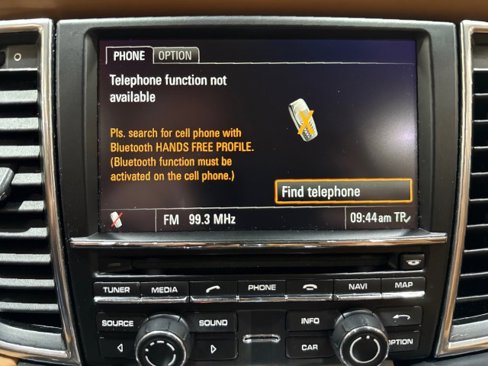 PHONE OPTION
Telephone function not
available
Pls. search for cell phone with
Bluetooth HANDS FREE PROFILE.
(Bluetooth function must be
activated on the cell phone.)
Find telephone
FM 99.3 MHz 09:44 am TP
TUNER MEDIA PHONE NAVI MAP
SOURCE SOUND INFO
CAR OPTION